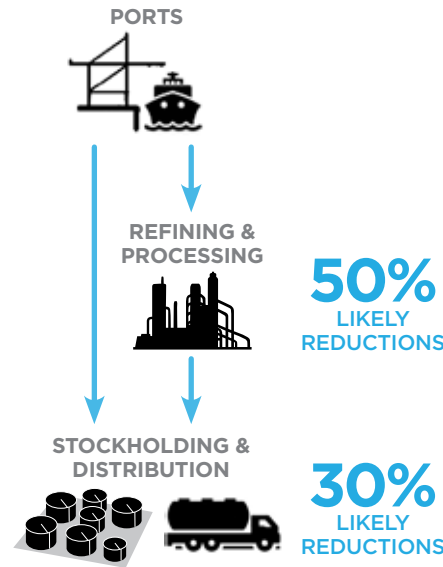 PORTS
REFINING &
PROCESSING
50%
LIKELY
REDUCTIONS
STOCKHOLDING &
DISTRIBUTION
30%
LIKELY
REDUCTIONS